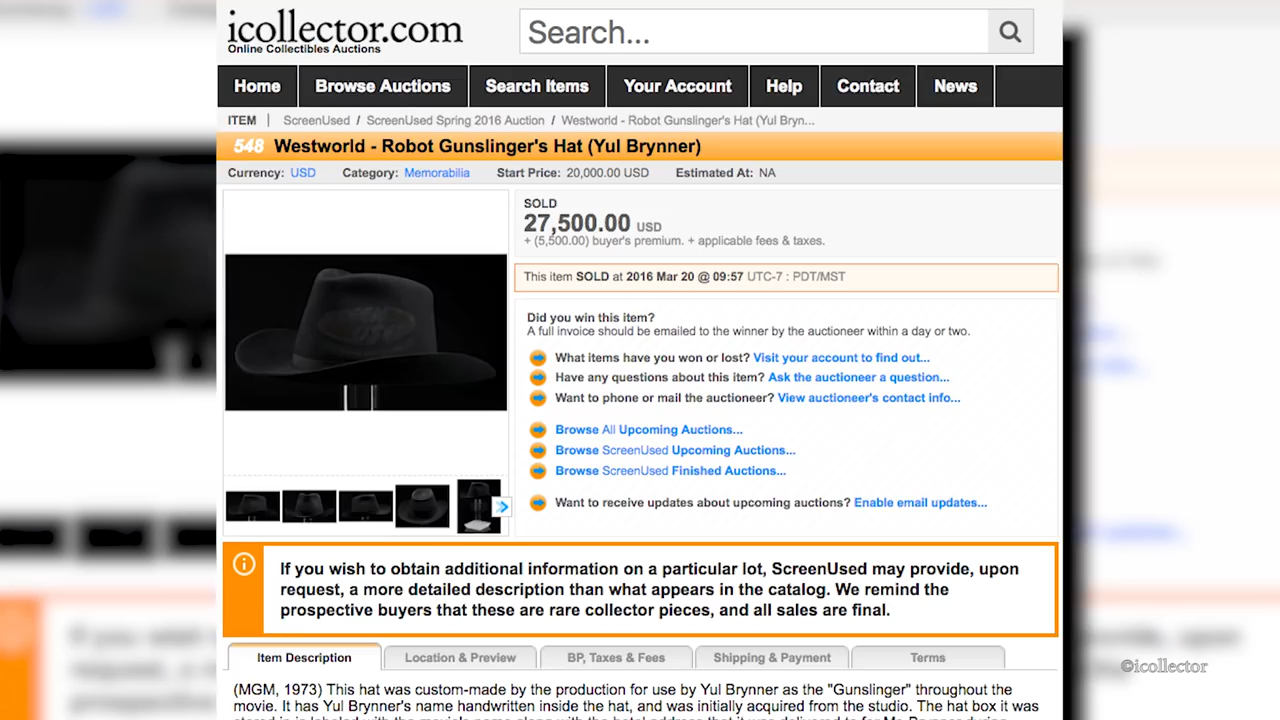 icollector.com
Online Collectibles Auctions
Search...
Home Browse Auctions Search Items Your Account Help Contact News
ITEM | ScreenUsed / ScreenUsed Spring 2016 Auction / Westworld - Robot Gunslinger's Hat (Yul Bryn...
548 Westworld - Robot Gunslinger's Hat (Yul Brynner)
Currency: USD Category: Memorabilia Start Price: 20,000.00 USD Estimated At: NA
SOLD
27,500.00 USD
+ (5,500.00) buyer's premium. + applicable fees & taxes.
This item SOLD at 2016 Mar 20 @ 09:57 UTC-7 : PDT/MST
Did you win this item?
A full invoice should be emailed to the winner by the auctioneer within a day or two.
What items have you won or lost? Visit your account to find out...
Have any questions about this item? Ask the auctioneer a question...
Want to phone or mail the auctioneer? View auctioneer's contact info...
Browse All Upcoming Auctions...
Browse ScreenUsed Upcoming Auctions...
Browse ScreenUsed Finished Auctions...
Want to receive updates about upcoming auctions? Enable email updates...
If you wish to obtain additional information on a particular lot, ScreenUsed may provide, upon
request, a more detailed description than what appears in the catalog. We remind the
prospective buyers that these are rare collector pieces, and all sales are final.
Item Description Location & Preview BP, Taxes & Fees Shipping & Payment Terms
©icollector
(MGM, 1973) This hat was custom-made by the production for use by Yul Brynner as the "Gunslinger" throughout the
movie. It has Yul Brynner's name handwritten inside the hat, and was initially acquired from the studio. The hat box it was